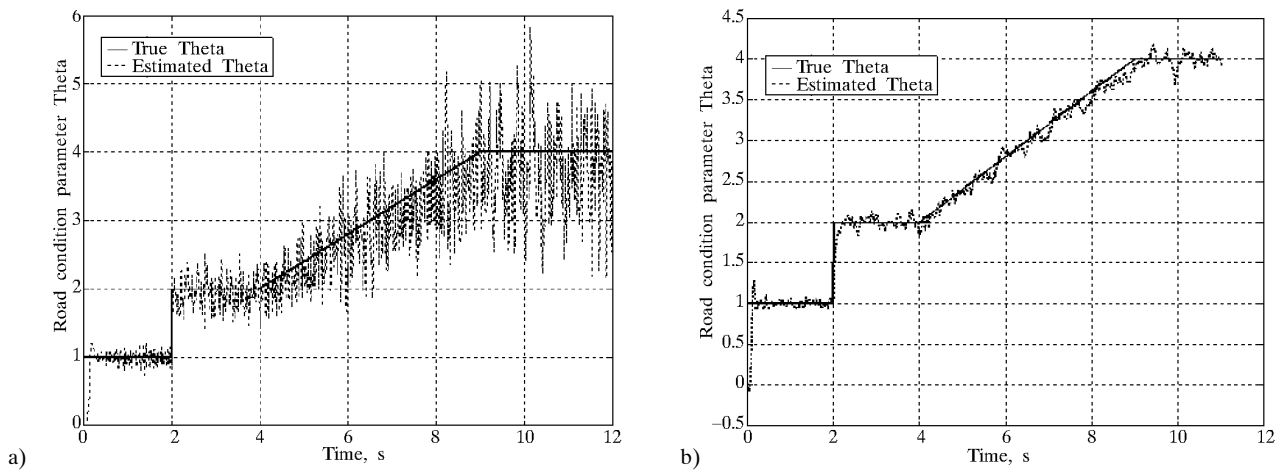 6
5
4
3
2
1
0
True Theta
Estimated Theta
Road condition parameter Theta
0 2 4 6 8 10 12
Time, s
a)
4.5
4
3.5
3
2.5
2
1.5
1
0.5
0
−0.5
True Theta
Estimated Theta
Road condition parameter Theta
0 2 4 6 8 10 12
Time, s
b)